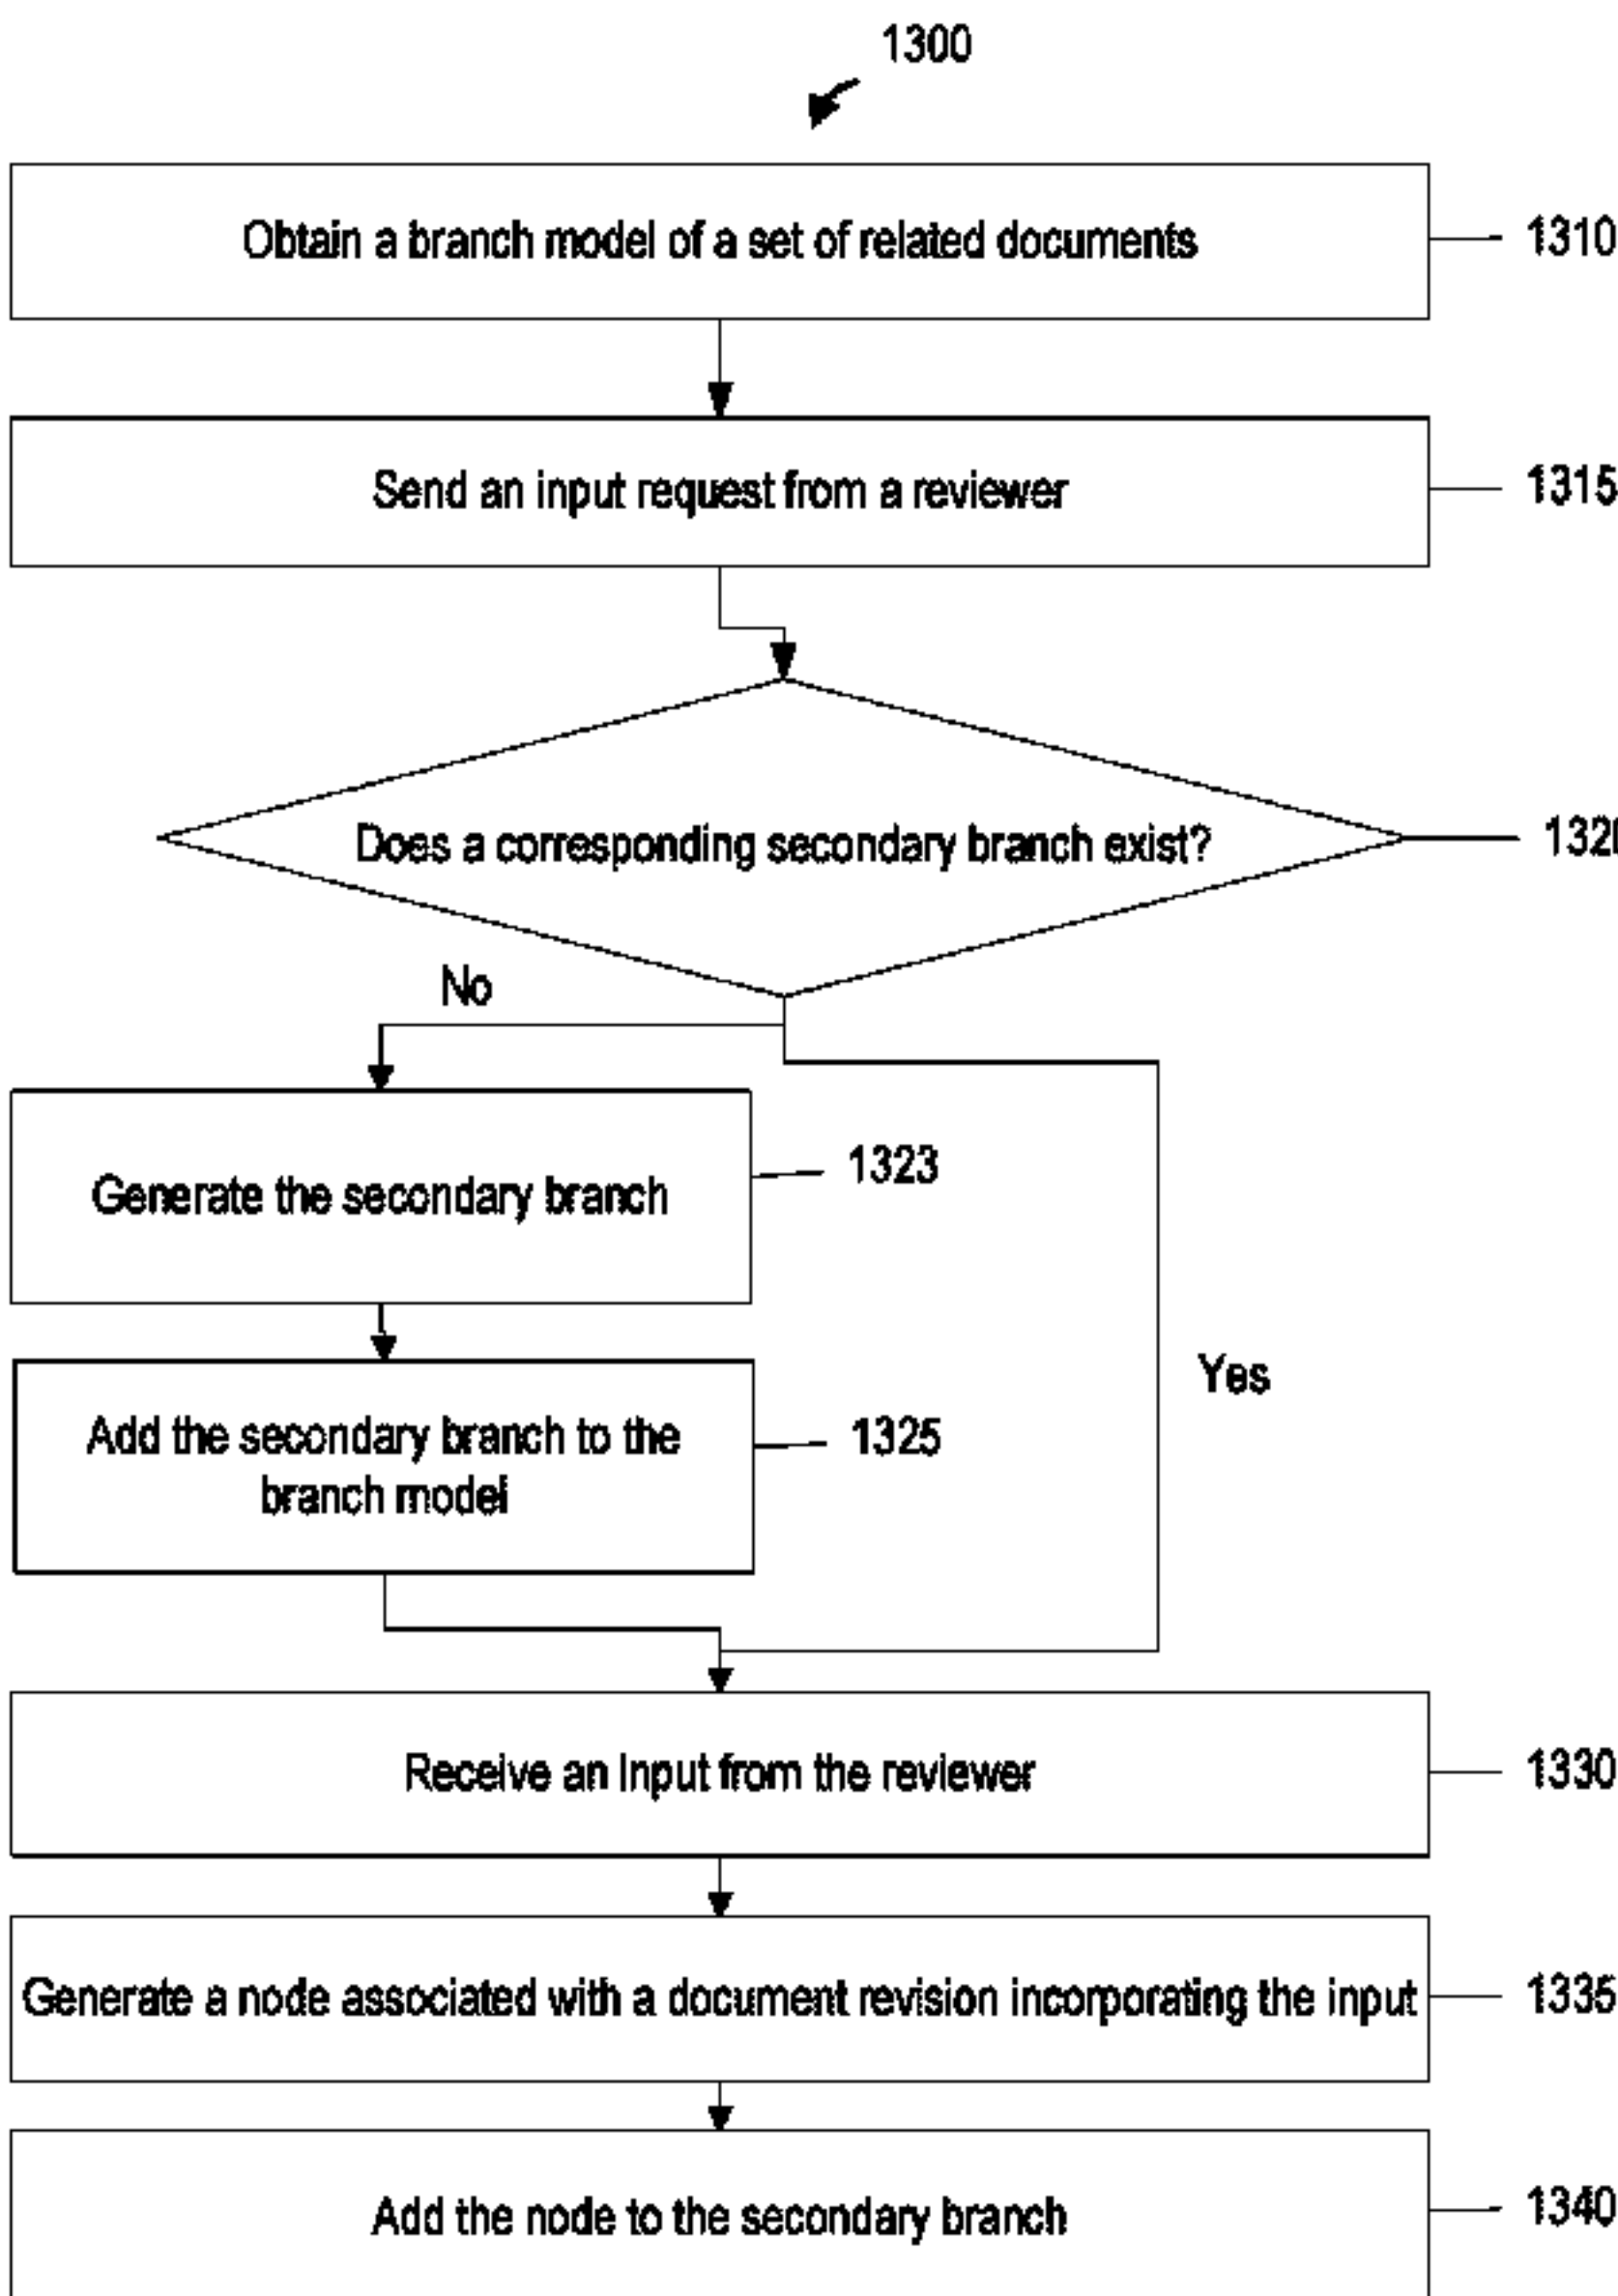 1300
Obtain a branch model of a set of related documents
1310
Send an input request from a reviewer
1315
Does a corresponding secondary branch exist?
1320
No
Generate the secondary branch
1323
Yes
Add the secondary branch to the
branch model
1325
Receive an Input from the reviewer
1330
Generate a node associated with a document revision incorporating the input
1335
Add the node to the secondary branch
1340